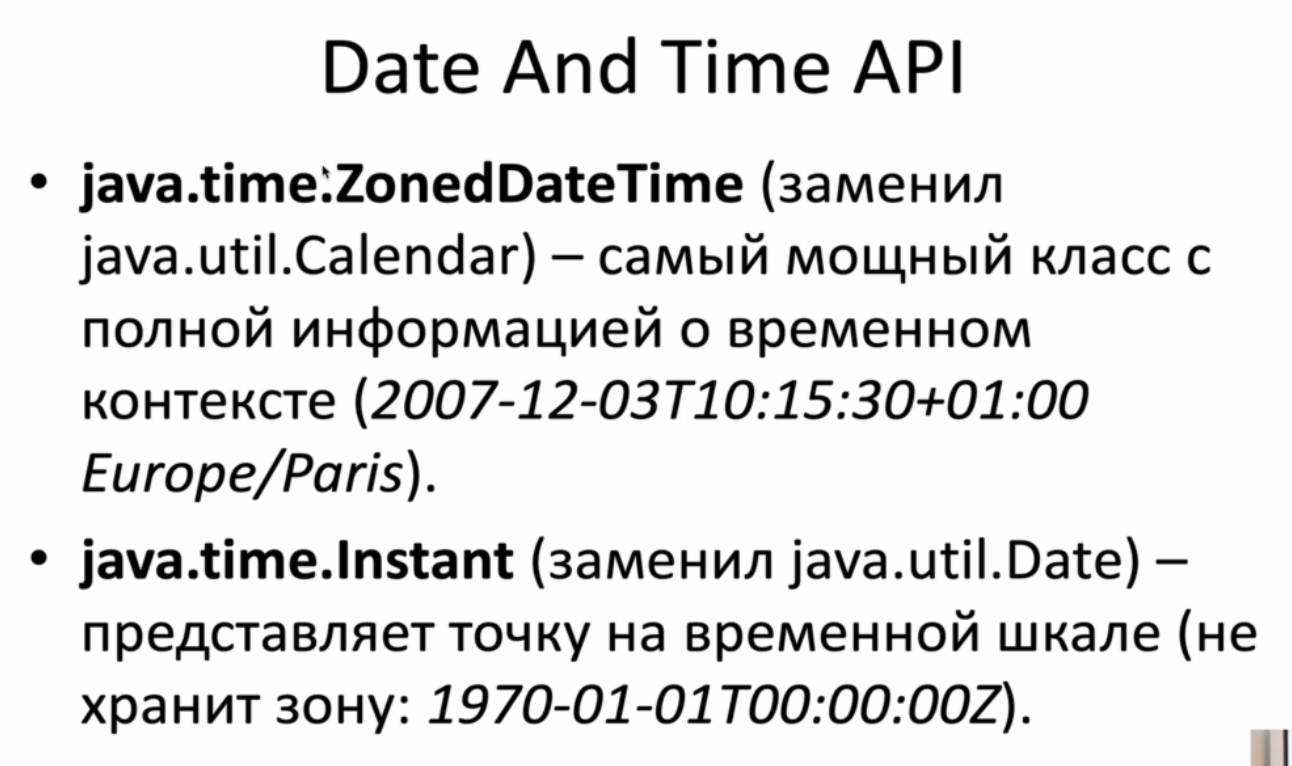 Date And Time API
• java.time.ZonedDateTime (заменил
java.util.Calendar) – самый мощный класс с
полной информацией о временном
контексте (2007-12-03T10:15:30+01:00
Europe/Paris).
• java.time.Instant (заменил java.util.Date) –
представляет точку на временной шкале (не
хранит зону: 1970-01-01T00:00:00Z).